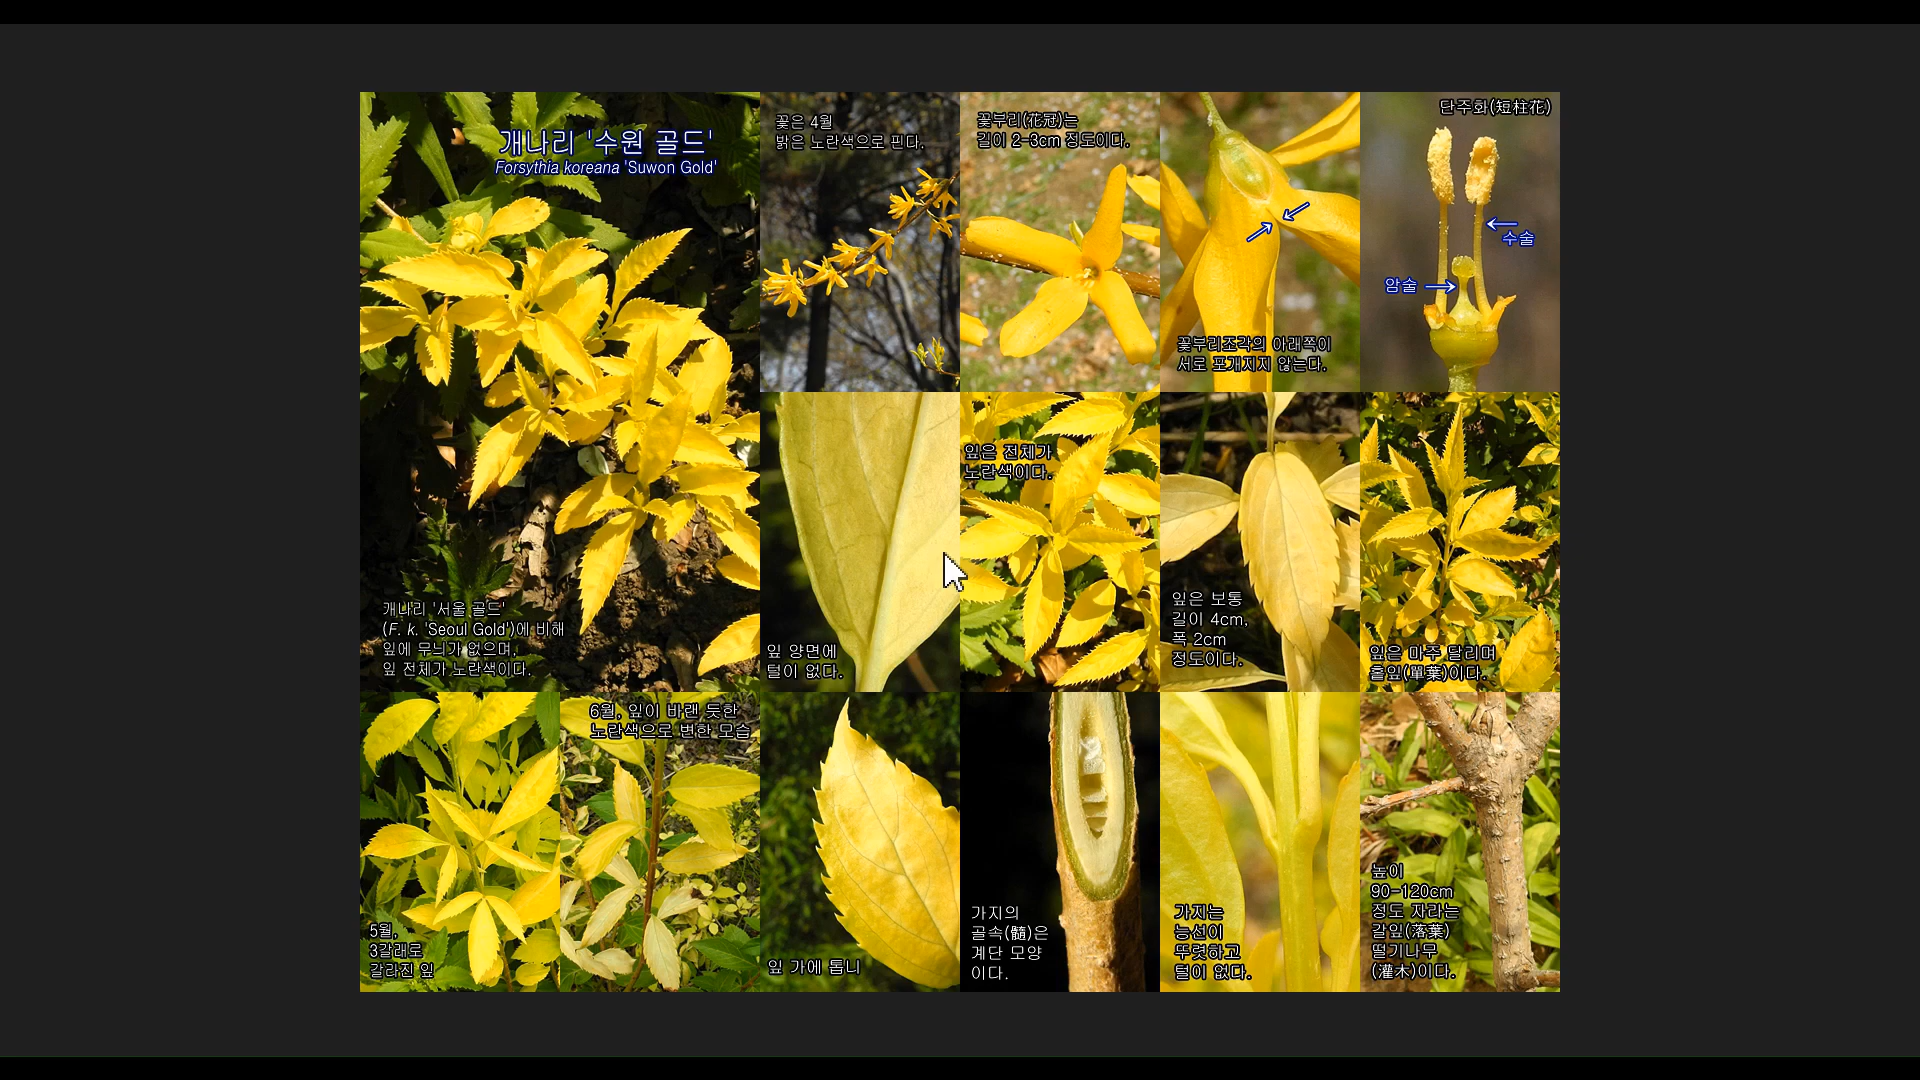 개나리 '수원 골드'
Forsythia koreana 'Suwon Gold'
개나리 '서울 골드'
(F. k. 'Seoul Gold')에 비해
잎에 무늬가 없으며,
잎 전체가 노란색이다.
꽃은 4월
밝은 노란색으로 핀다.
꽃부리(花冠)는
길이 2-3cm 정도이다.
꽃부리조각의 아래쪽이
서로 포개지지 않는다.
단주화(短柱花)
수술
암술
잎 양면에
털이 없다.
잎은 전체가
노란색이다.
잎은 보통
길이 4cm,
폭 2cm
정도이다.
잎은 마주 달리며
홑잎(單葉)이다.
5월,
3갈래로
갈라진 잎
6월, 잎이 바랜 듯한
노란색으로 변한 모습
잎 가에 톱니
가지의
골속(髓)은
계단 모양
이다.
가지는
능선이
뚜렷하고
털이 없다.
높이
90-120cm
정도 자라는
갈잎(落葉)
떨기나무
(灌木)이다.